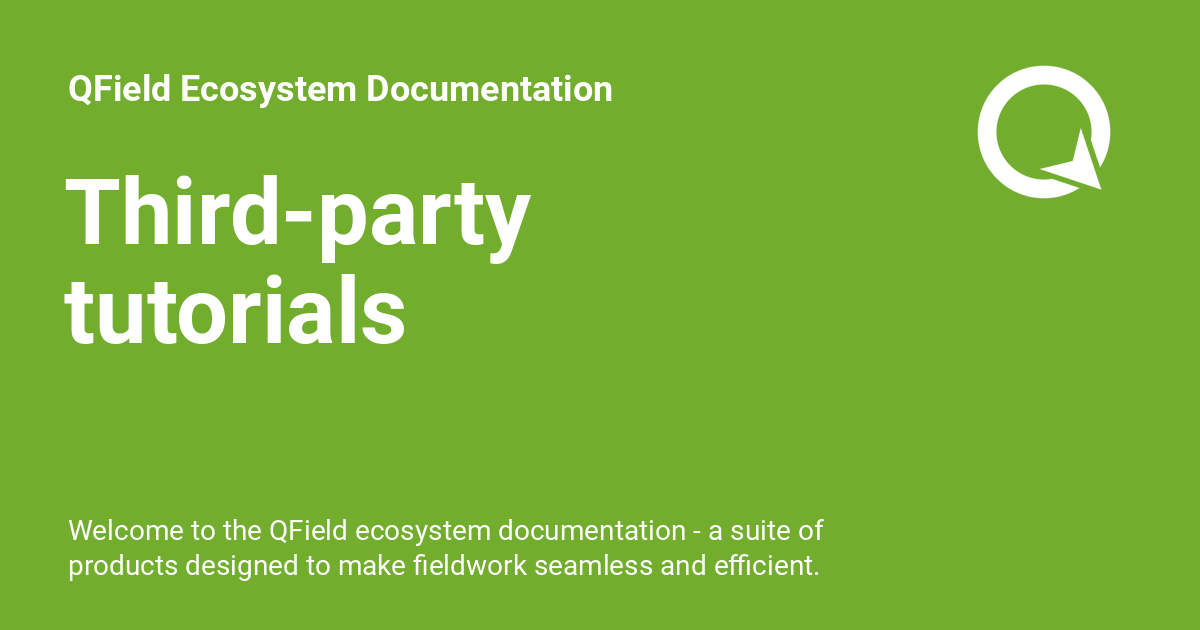 QField Ecosystem Documentation
Third-party
tutorials
Welcome to the QField ecosystem documentation - a suite of
products designed to make fieldwork seamless and efficient.